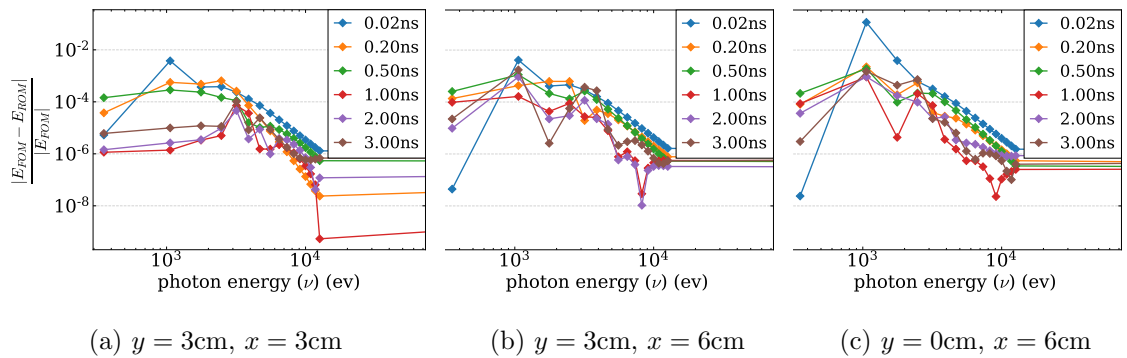 |E_FOM − E_ROM|
|E_FOM|
10^-2
10^-4
10^-6
10^-8
0.02ns
0.20ns
0.50ns
1.00ns
2.00ns
3.00ns
10^3
10^4
photon energy (ν) (ev)
0.02ns
0.20ns
0.50ns
1.00ns
2.00ns
3.00ns
10^3
10^4
photon energy (ν) (ev)
0.02ns
0.20ns
0.50ns
1.00ns
2.00ns
3.00ns
10^3
10^4
photon energy (ν) (ev)
(a) y = 3cm, x = 3cm
(b) y = 3cm, x = 6cm
(c) y = 0cm, x = 6cm